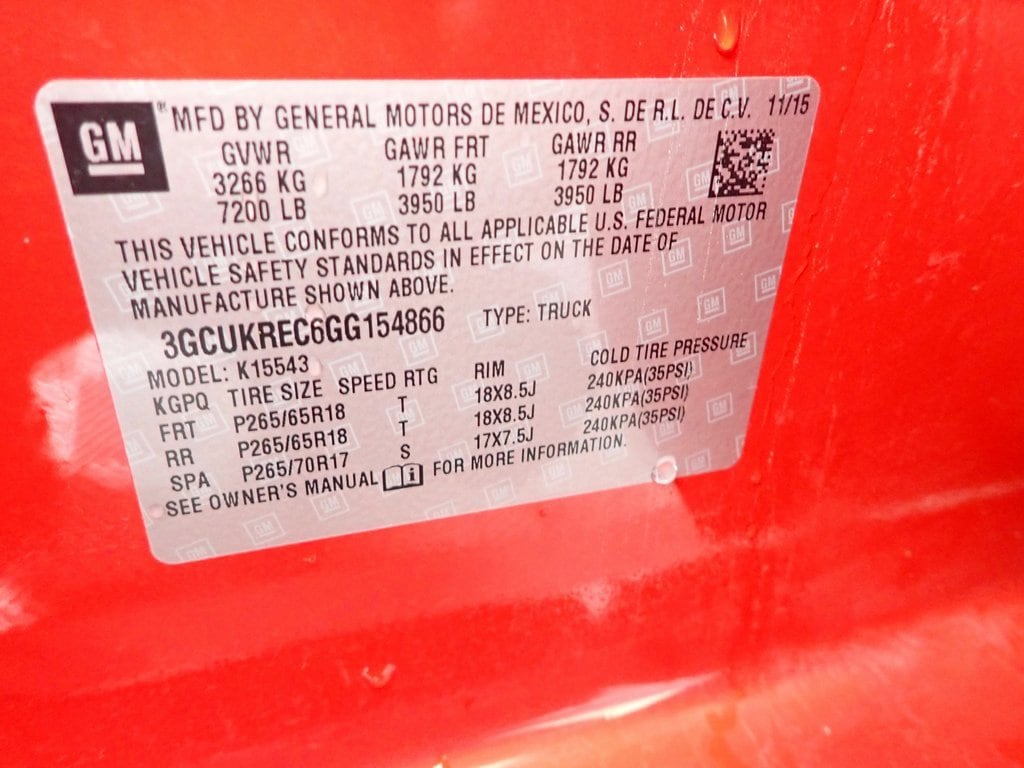 GM ® MFD BY GENERAL MOTORS DE MEXICO, S. DE R.L. DE C.V. 11/15
GVWR GAWR FRT GAWR RR
3266 KG 1792 KG 1792 KG
7200 LB 3950 LB 3950 LB
THIS VEHICLE CONFORMS TO ALL APPLICABLE U.S. FEDERAL MOTOR
VEHICLE SAFETY STANDARDS IN EFFECT ON THE DATE OF
MANUFACTURE SHOWN ABOVE.
3GCUKREC6GG154866 TYPE: TRUCK
MODEL: K15543
KGPQ TIRE SIZE SPEED RTG RIM COLD TIRE PRESSURE
FRT P265/65R18 T 18X8.5J 240KPA(35PSI)
RR P265/65R18 T 18X8.5J 240KPA(35PSI)
SPA P265/70R17 S 17X7.5J 240KPA(35PSI)
SEE OWNER'S MANUAL i FOR MORE INFORMATION.